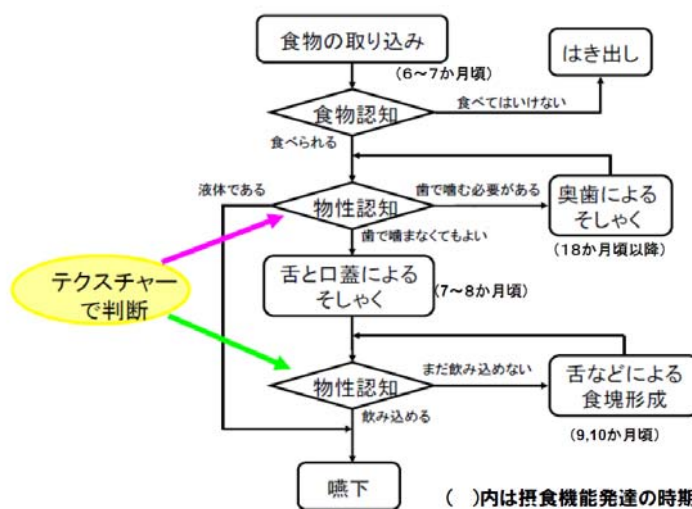 食物の取り込み
(6～7か月頃)
はき出し
食物認知
食べてはいけない
食べられる
液体である
物性認知
歯で噛む必要がある
奥歯による
そしゃく
(18か月頃以降)
歯で噛まなくてもよい
テクスチャー
で判断
舌と口蓋による
そしゃく
(7～8か月頃)
物性認知
まだ飲み込めない
舌などによる
食塊形成
(9,10か月頃)
飲み込める
嚥下
(　)内は摂食機能発達の時期